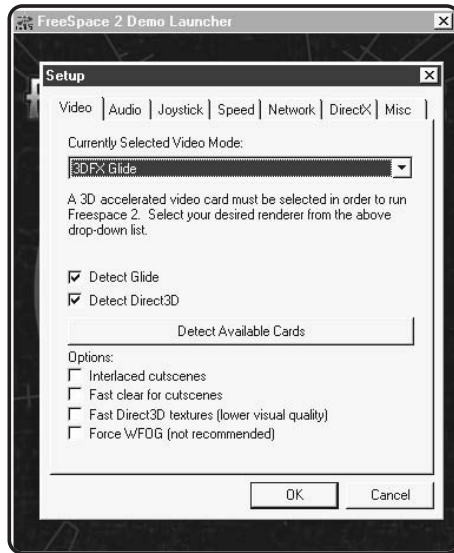 FreeSpace 2 Demo Launcher
Setup
Video Audio Joystick Speed Network DirectX Misc
Currently Selected Video Mode:
3DFX Glide
A 3D accelerated video card must be selected in order to run
Freespace 2. Select your desired renderer from the above
drop-down list.
Detect Glide
Detect Direct3D
Detect Available Cards
Options:
Interlaced cutscenes
Fast clear for cutscenes
Fast Direct3D textures (lower visual quality)
Force WFOG (not recommended)
OK Cancel